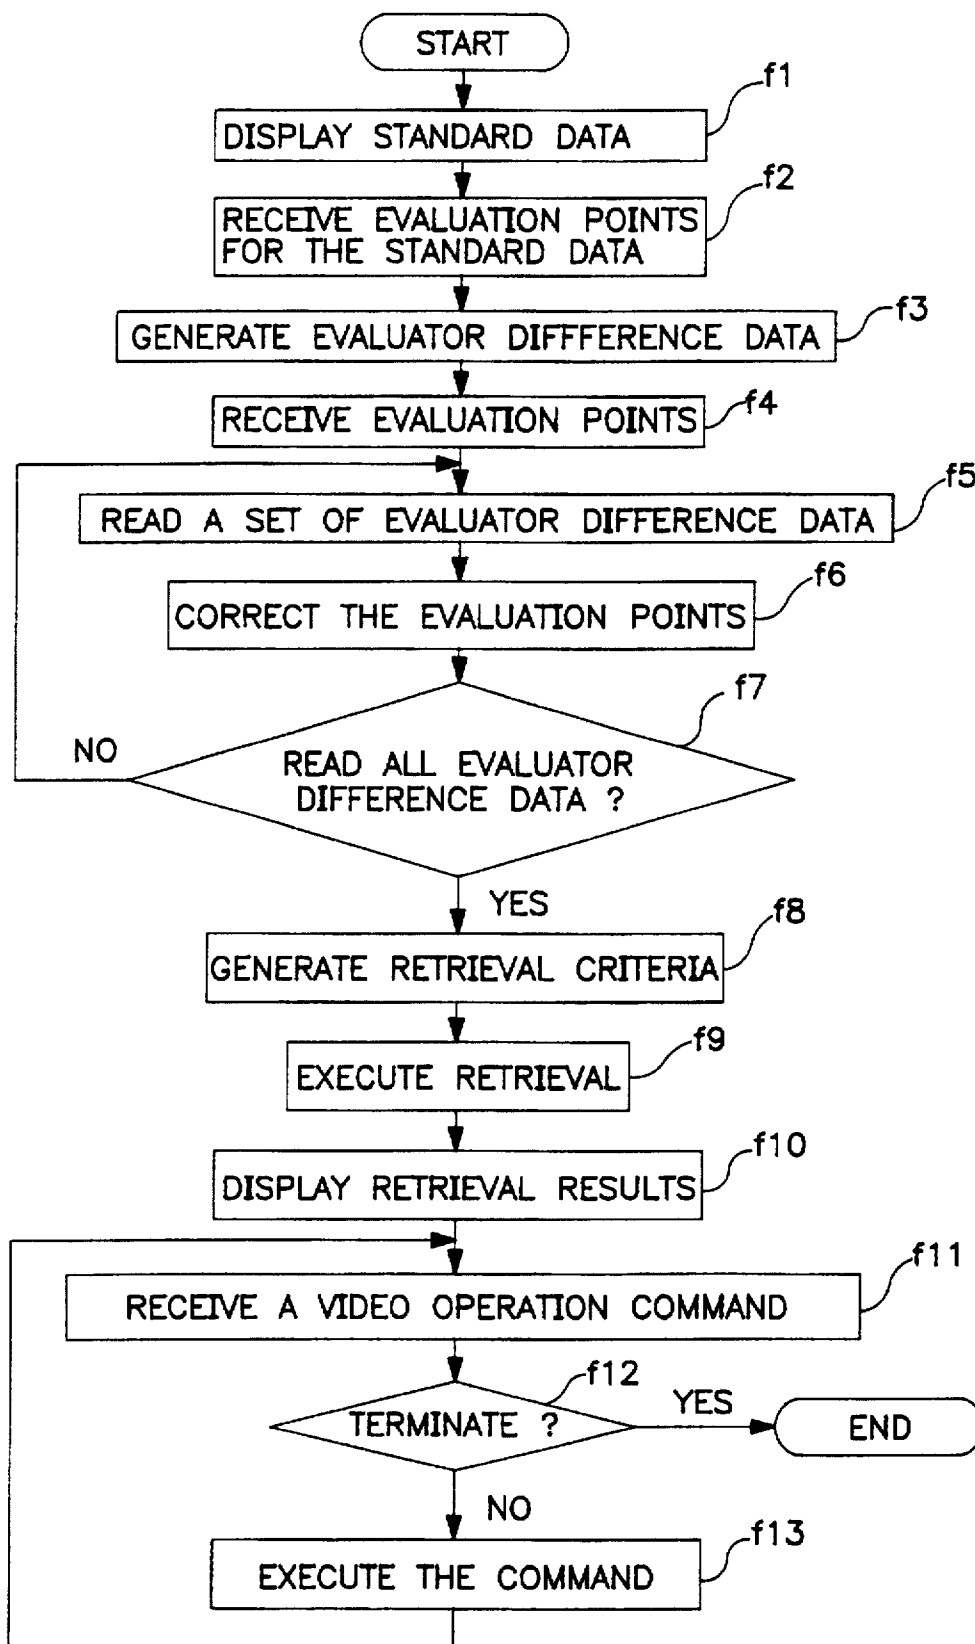 START
f1
DISPLAY STANDARD DATA
f2
RECEIVE EVALUATION POINTS
FOR THE STANDARD DATA
f3
GENERATE EVALUATOR DIFFFERENCE DATA
f4
RECEIVE EVALUATION POINTS
f5
READ A SET OF EVALUATOR DIFFERENCE DATA
f6
CORRECT THE EVALUATION POINTS
f7
NO
READ ALL EVALUATOR
DIFFERENCE DATA ?
YES
f8
GENERATE RETRIEVAL CRITERIA
f9
EXECUTE RETRIEVAL
f10
DISPLAY RETRIEVAL RESULTS
f11
RECEIVE A VIDEO OPERATION COMMAND
f12
TERMINATE ?
YES
END
NO
f13
EXECUTE THE COMMAND